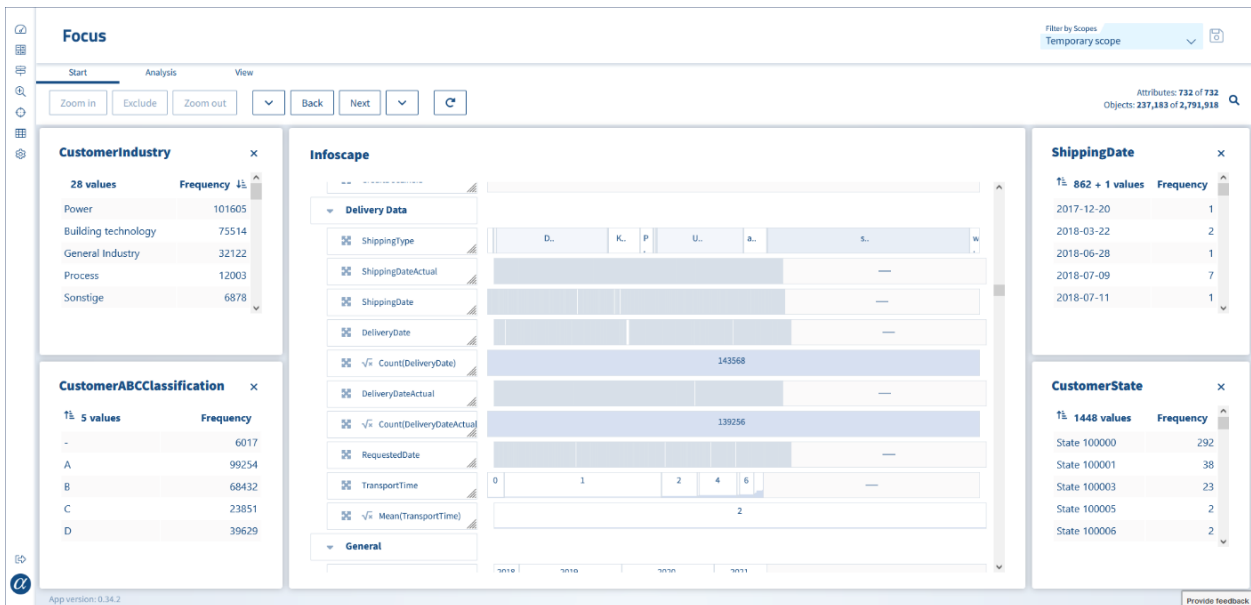 Focus
Filter by Scopes
Temporary scope
Start Analysis View
Zoom in Exclude Zoom out Back Next
Attributes: 732 of 732
Objects: 237,183 of 2,791,918
CustomerIndustry
28 values Frequency
Power 101605
Building technology 75514
General Industry 32122
Process 12003
Sonstige 6878
CustomerABCClassification
5 values Frequency
- 6017
A 99254
B 68432
C 23851
D 39629
Infoscape
Delivery Data
ShippingType D.. K.. P U.. a.. s.. w
ShippingDateActual —
ShippingDate —
DeliveryDate —
Count(DeliveryDate) 143568
DeliveryDateActual —
Count(DeliveryDateActual 139256
RequestedDate —
TransportTime 0 1 2 4 6 —
Mean(TransportTime) 2
General
2018 2019 2020 2021
ShippingDate
862 + 1 values Frequency
2017-12-20 1
2018-03-22 2
2018-06-28 1
2018-07-09 7
2018-07-11 1
CustomerState
1448 values Frequency
State 100000 292
State 100001 38
State 100003 23
State 100005 2
State 100006 2
α
App version: 0.34.2
Provide feedback